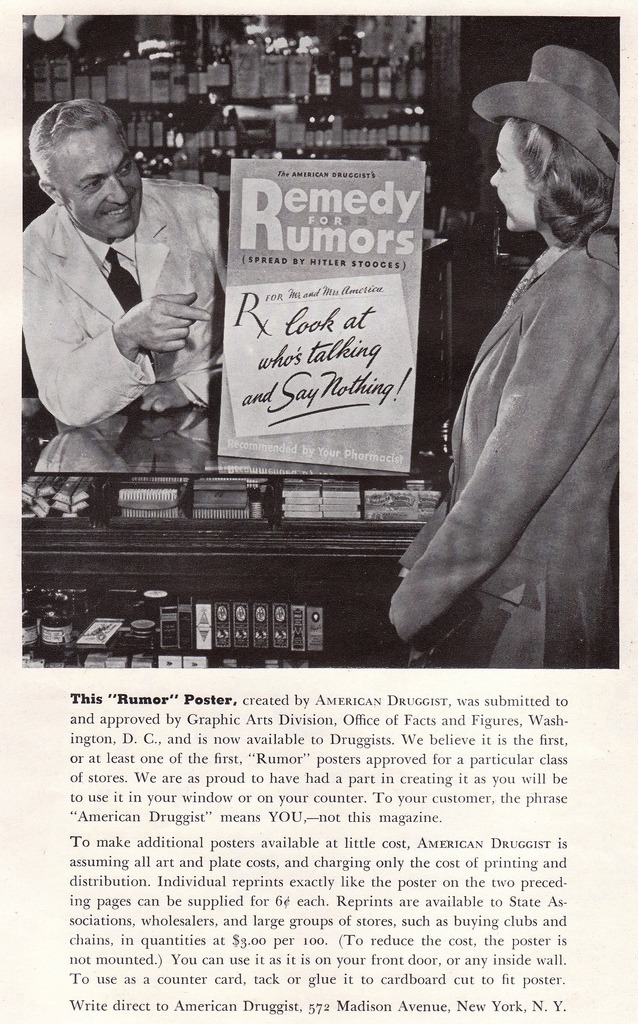 The AMERICAN DRUGGIST'S
Remedy
FOR
Rumors
(SPREAD BY HITLER STOOGES)
Rx FOR Mr. and Mrs. America
look at
who's talking
and Say Nothing!
Recommended by Your Pharmacist
This "Rumor" Poster, created by AMERICAN DRUGGIST, was submitted to
and approved by Graphic Arts Division, Office of Facts and Figures, Wash-
ington, D. C., and is now available to Druggists. We believe it is the first,
or at least one of the first, "Rumor" posters approved for a particular class
of stores. We are as proud to have had a part in creating it as you will be
to use it in your window or on your counter. To your customer, the phrase
"American Druggist" means YOU,—not this magazine.
To make additional posters available at little cost, AMERICAN DRUGGIST is
assuming all art and plate costs, and charging only the cost of printing and
distribution. Individual reprints exactly like the poster on the two preced-
ing pages can be supplied for 6¢ each. Reprints are available to State As-
sociations, wholesalers, and large groups of stores, such as buying clubs and
chains, in quantities at $3.00 per 100. (To reduce the cost, the poster is
not mounted.) You can use it as it is on your front door, or any inside wall.
To use as a counter card, tack or glue it to cardboard cut to fit poster.
Write direct to American Druggist, 572 Madison Avenue, New York, N. Y.